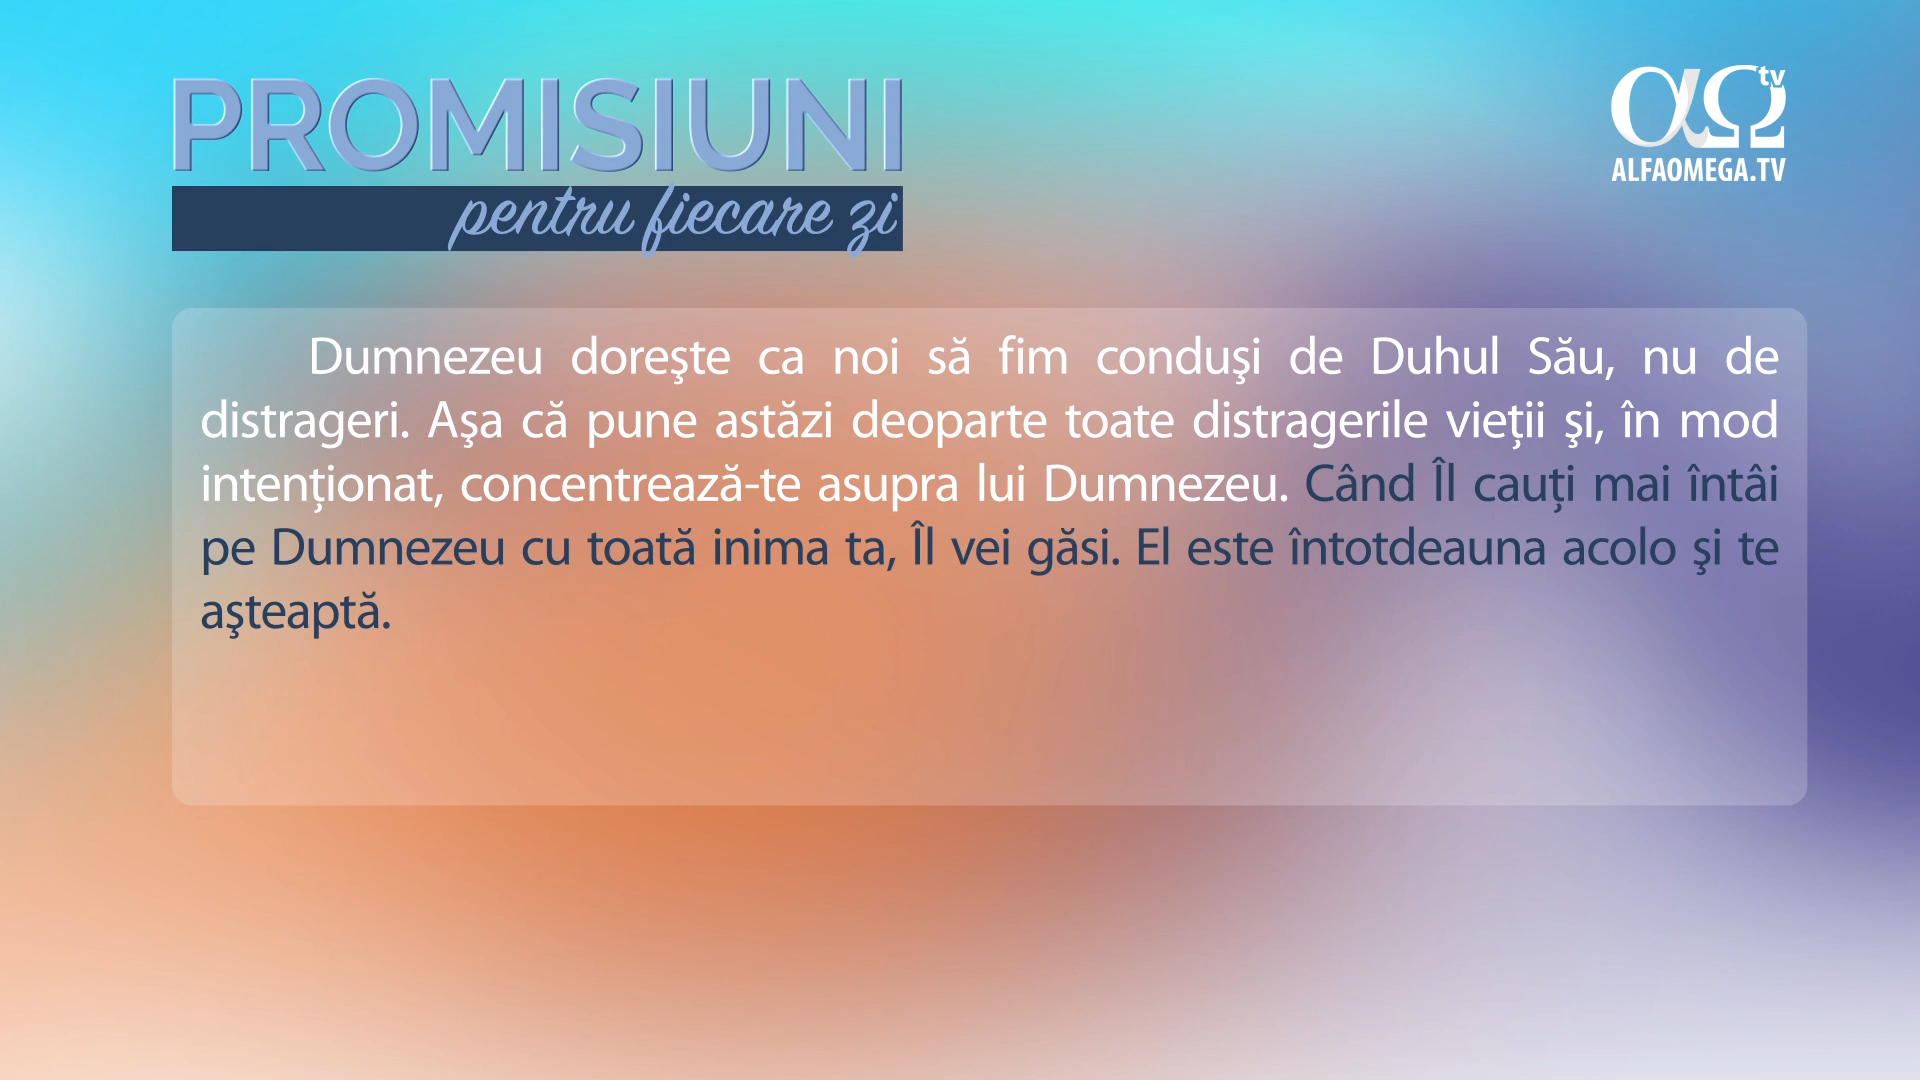 PROMISIUNI
pentru fiecare zi
αΩ tv
ALFAOMEGA.TV
Dumnezeu doreşte ca noi să fim conduşi de Duhul Său, nu de
distrageri. Aşa că pune astăzi deoparte toate distragerile vieții şi, în mod
intenționat, concentrează-te asupra lui Dumnezeu. Când Îl cauți mai întâi
pe Dumnezeu cu toată inima ta, Îl vei găsi. El este întotdeauna acolo şi te
aşteaptă.